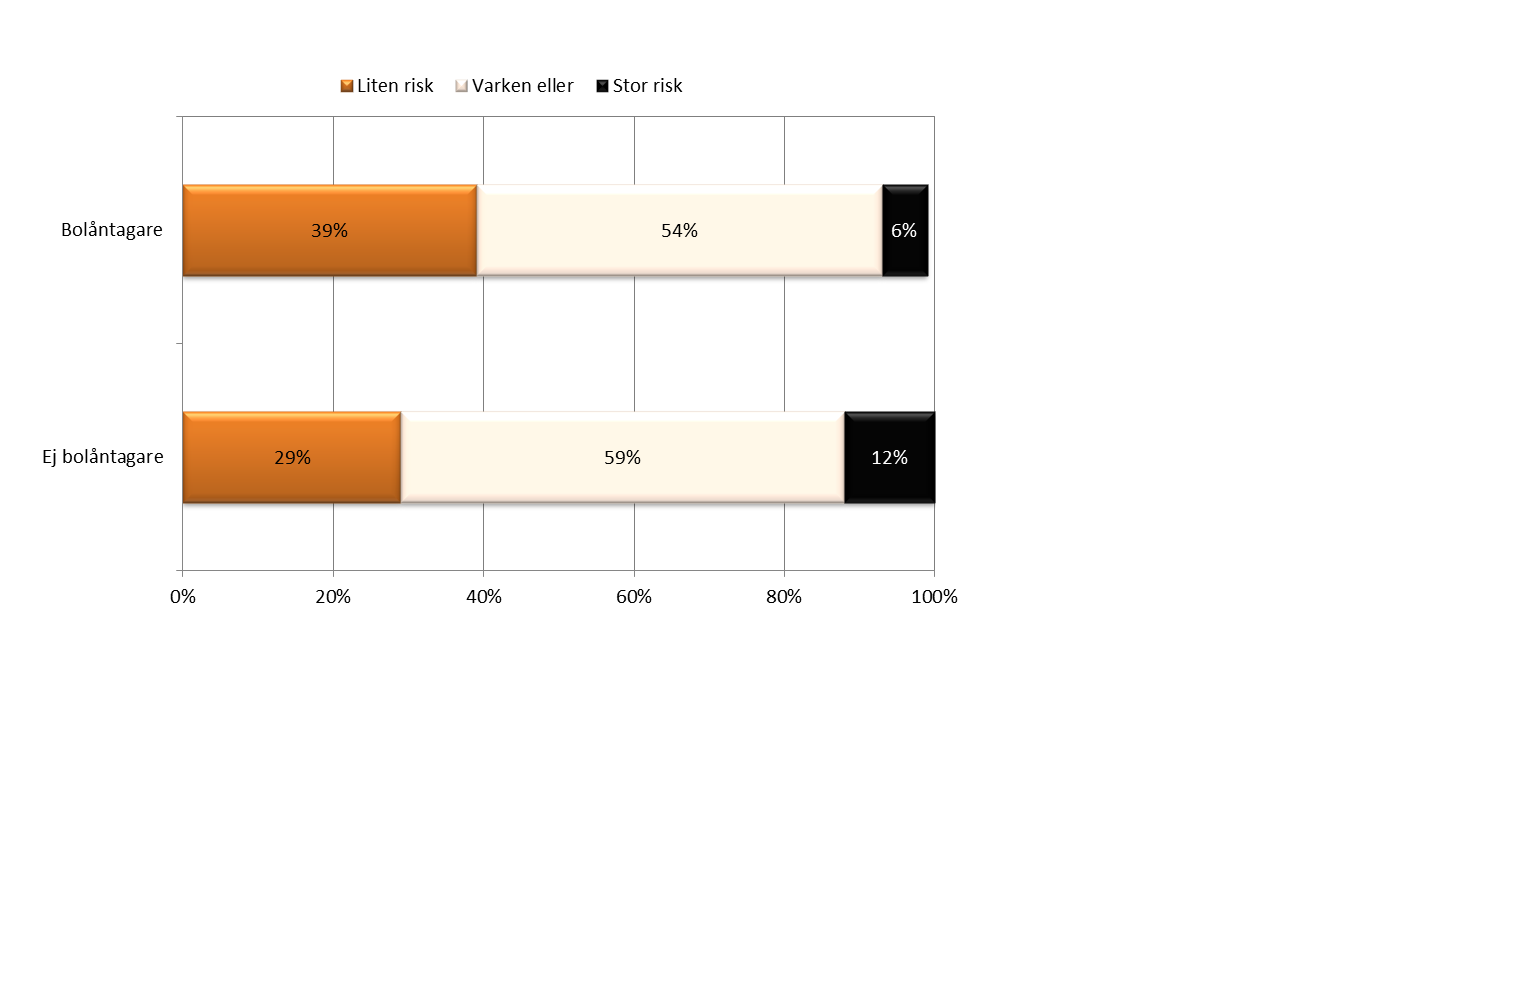 Liten risk Varken eller Stor risk
Bolåntagare 39% 54% 6%
Ej bolåntagare 29% 59% 12%
0% 20% 40% 60% 80% 100%